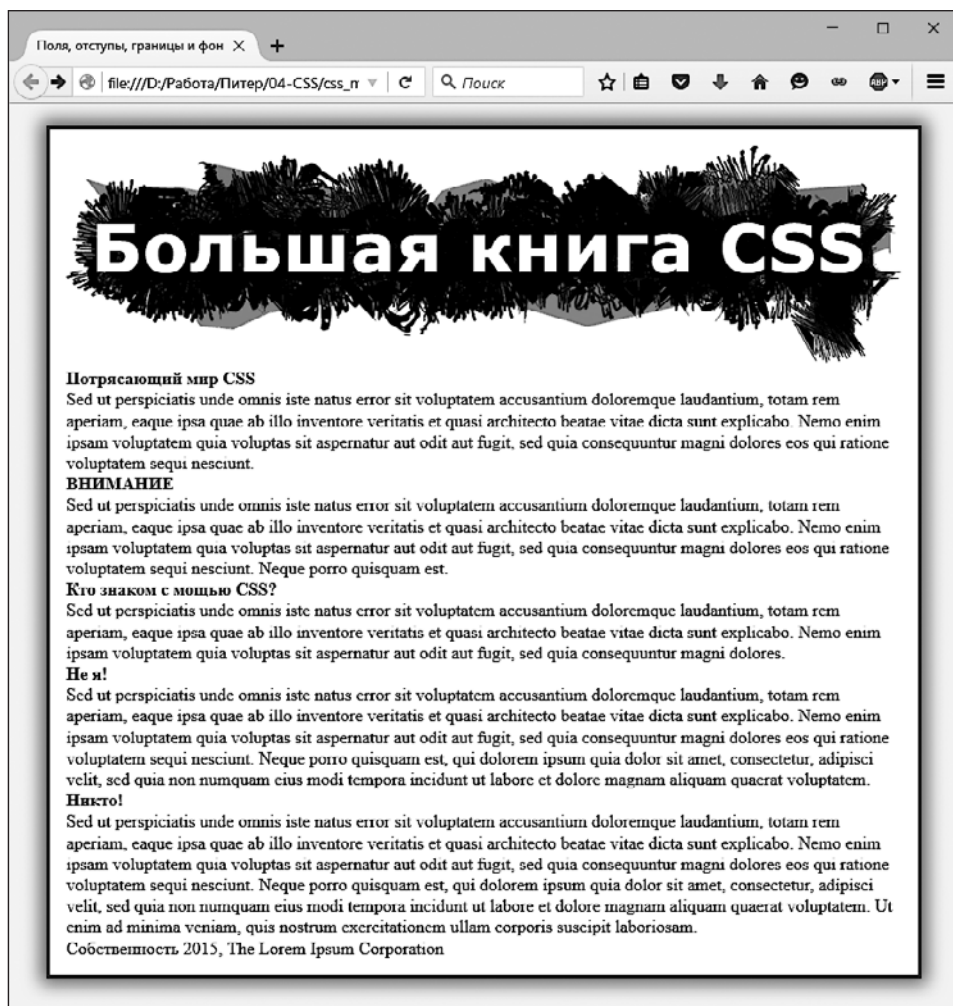 Поля, отступы, границы и фон
file:///D:/Работа/Питер/04-CSS/css_m
Поиск
ABP
Большая книга CSS
Потрясающий мир CSS
Sed ut perspiciatis unde omnis iste natus error sit voluptatem accusantium doloremque laudantium, totam rem
aperiam, eaque ipsa quae ab illo inventore veritatis et quasi architecto beatae vitae dicta sunt explicabo. Nemo enim
ipsam voluptatem quia voluptas sit aspernatur aut odit aut fugit, sed quia consequuntur magni dolores eos qui ratione
voluptatem sequi nesciunt.
ВНИМАНИЕ
Sed ut perspiciatis unde omnis iste natus error sit voluptatem accusantium doloremque laudantium, totam rem
aperiam, eaque ipsa quae ab illo inventore veritatis et quasi architecto beatae vitae dicta sunt explicabo. Nemo enim
ipsam voluptatem quia voluptas sit aspernatur aut odit aut fugit, sed quia consequuntur magni dolores eos qui ratione
voluptatem sequi nesciunt. Neque porro quisquam est.
Кто знаком с мощью CSS?
Sed ut perspiciatis unde omnis iste natus error sit voluptatem accusantium doloremque laudantium, totam rem
aperiam, eaque ipsa quae ab illo inventore veritatis et quasi architecto beatae vitae dicta sunt explicabo. Nemo enim
ipsam voluptatem quia voluptas sit aspernatur aut odit aut fugit, sed quia consequuntur magni dolores.
Не я!
Sed ut perspiciatis unde omnis iste natus error sit voluptatem accusantium doloremque laudantium, totam rem
aperiam, eaque ipsa quae ab illo inventore veritatis et quasi architecto beatae vitae dicta sunt explicabo. Nemo enim
ipsam voluptatem quia voluptas sit aspernatur aut odit aut fugit, sed quia consequuntur magni dolores eos qui ratione
voluptatem sequi nesciunt. Neque porro quisquam est, qui dolorem ipsum quia dolor sit amet, consectetur, adipisci
velit, sed quia non numquam eius modi tempora incidunt ut labore et dolore magnam aliquam quaerat voluptatem.
Никто!
Sed ut perspiciatis unde omnis iste natus error sit voluptatem accusantium doloremque laudantium, totam rem
aperiam, eaque ipsa quae ab illo inventore veritatis et quasi architecto beatae vitae dicta sunt explicabo. Nemo enim
ipsam voluptatem quia voluptas sit aspernatur aut odit aut fugit, sed quia consequuntur magni dolores eos qui ratione
voluptatem sequi nesciunt. Neque porro quisquam est, qui dolorem ipsum quia dolor sit amet, consectetur, adipisci
velit, sed quia non numquam eius modi tempora incidunt ut labore et dolore magnam aliquam quaerat voluptatem. Ut
enim ad minima veniam, quis nostrum exercitationem ullam corporis suscipit laboriosam.
Собственность 2015, The Lorem Ipsum Corporation